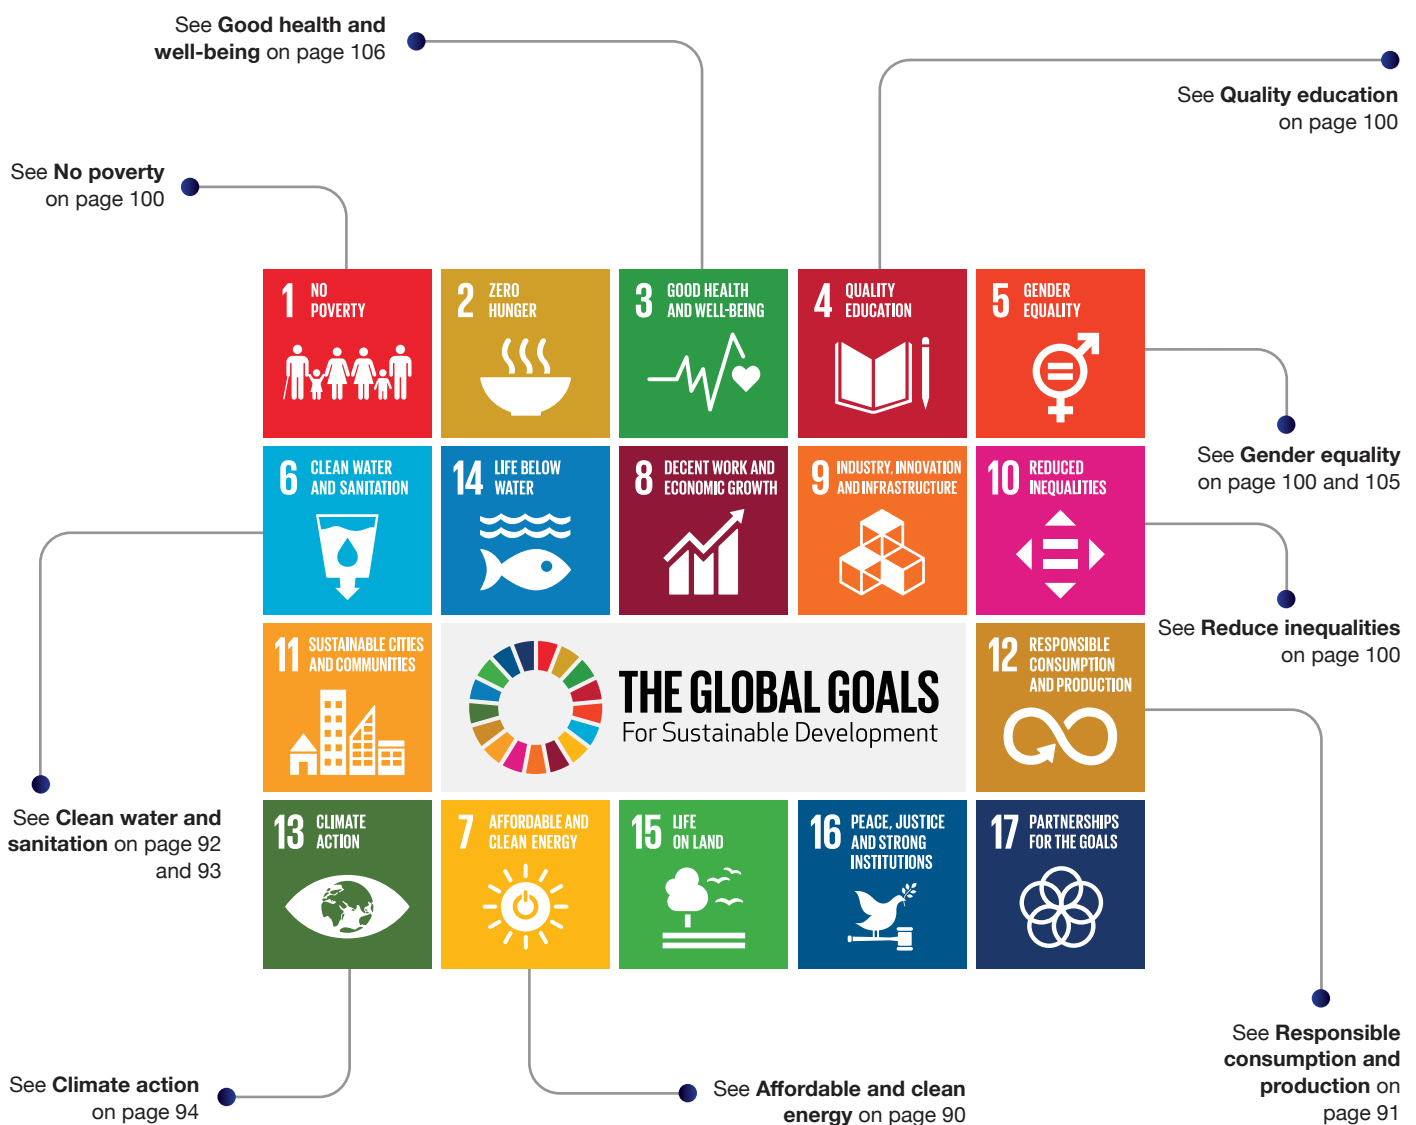 See Good health and
well-being on page 106
See Quality education
on page 100
See No poverty
on page 100
1 NO
POVERTY
2 ZERO
HUNGER
3 GOOD HEALTH
AND WELL-BEING
4 QUALITY
EDUCATION
5 GENDER
EQUALITY
See Gender equality
on page 100 and 105
6 CLEAN WATER
AND SANITATION
14 LIFE BELOW
WATER
8 DECENT WORK AND
ECONOMIC GROWTH
9 INDUSTRY, INNOVATION
AND INFRASTRUCTURE
10 REDUCED
INEQUALITIES
See Reduce inequalities
on page 100
11 SUSTAINABLE CITIES
AND COMMUNITIES
THE GLOBAL GOALS
For Sustainable Development
12 RESPONSIBLE
CONSUMPTION
AND PRODUCTION
See Clean water and
sanitation on page 92
and 93
13 CLIMATE
ACTION
7 AFFORDABLE AND
CLEAN ENERGY
15 LIFE
ON LAND
16 PEACE, JUSTICE
AND STRONG
INSTITUTIONS
17 PARTNERSHIPS
FOR THE GOALS
See Climate action
on page 94
See Affordable and clean
energy on page 90
See Responsible
consumption and
production on
page 91